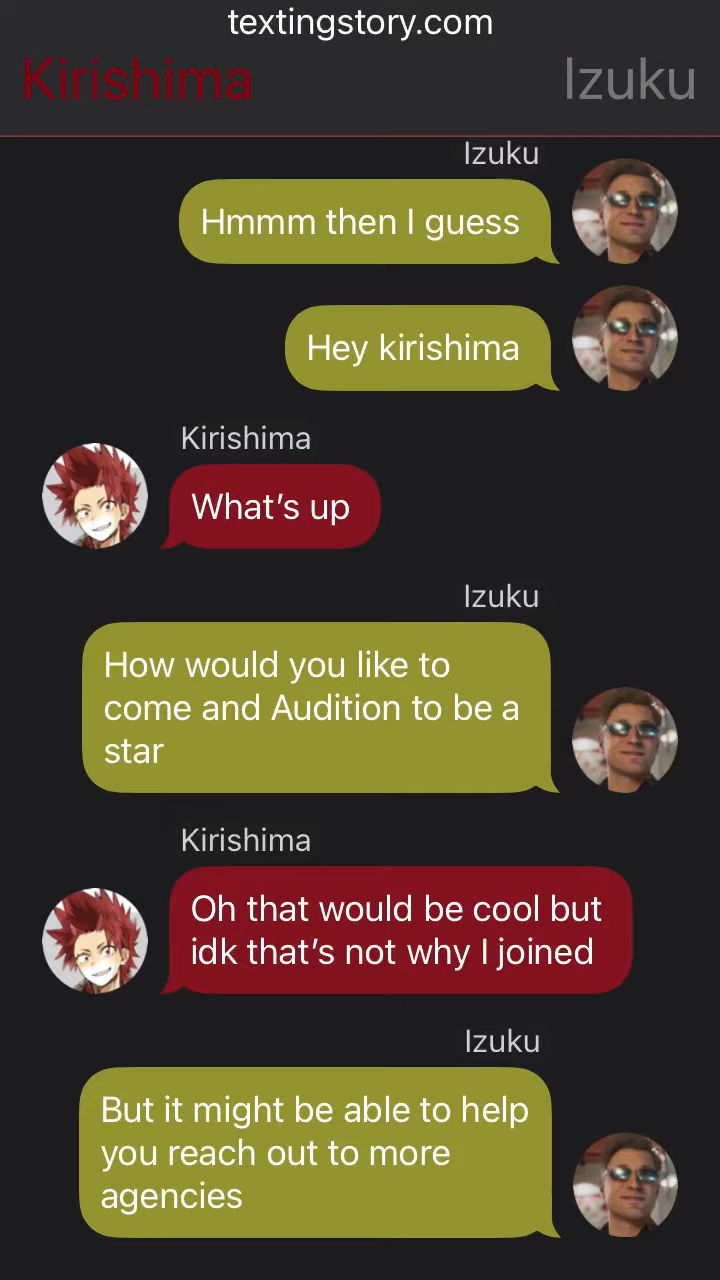 textingstory.com
Kirishima
Izuku
Izuku
Hmmm then I guess
Hey kirishima
Kirishima
What’s up
Izuku
How would you like to
come and Audition to be a
star
Kirishima
Oh that would be cool but
idk that’s not why I joined
Izuku
But it might be able to help
you reach out to more
agencies